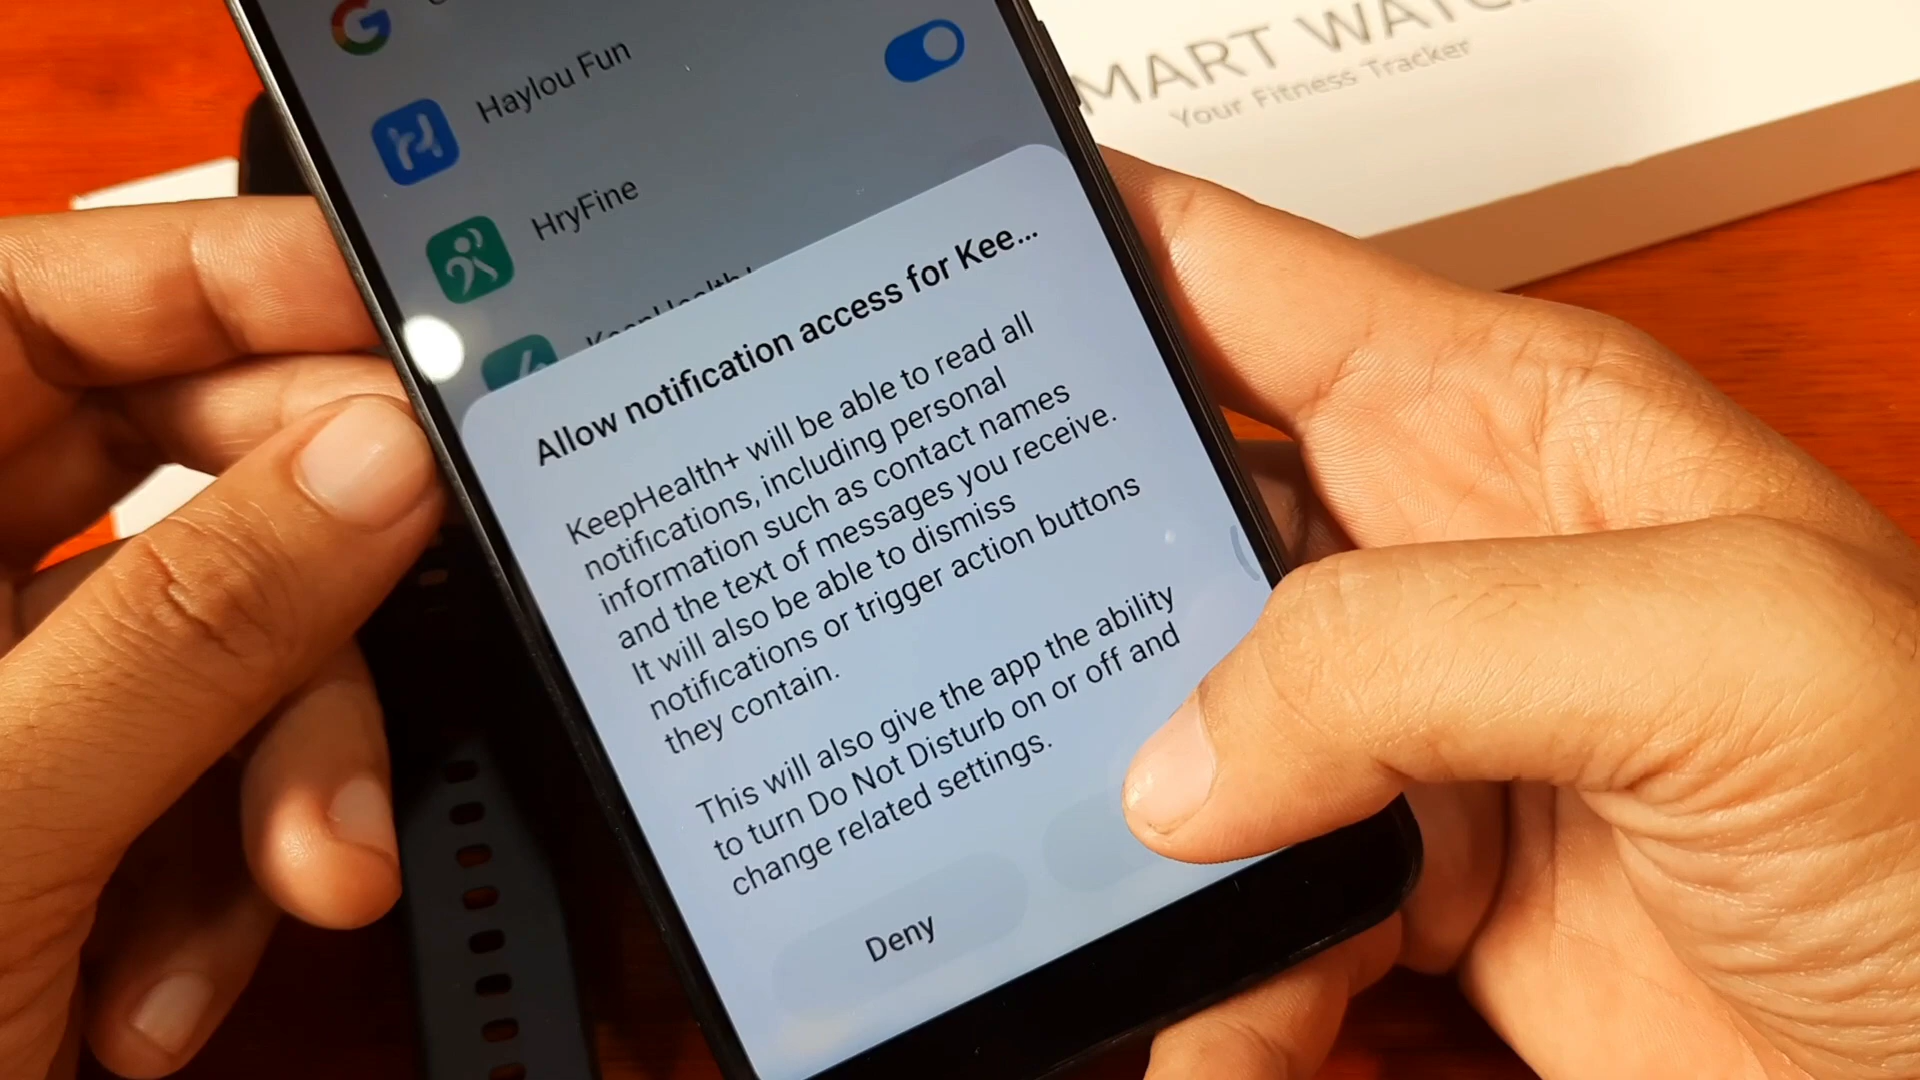 SMART WATCH
Your Fitness Tracker
Haylou Fun
HryFine
KeepHealth+
Allow notification access for Kee...
KeepHealth+ will be able to read all
notifications, including personal
information such as contact names
and the text of messages you receive.
It will also be able to dismiss
notifications or trigger action buttons
they contain.
This will also give the app the ability
to turn Do Not Disturb on or off and
change related settings.
Deny